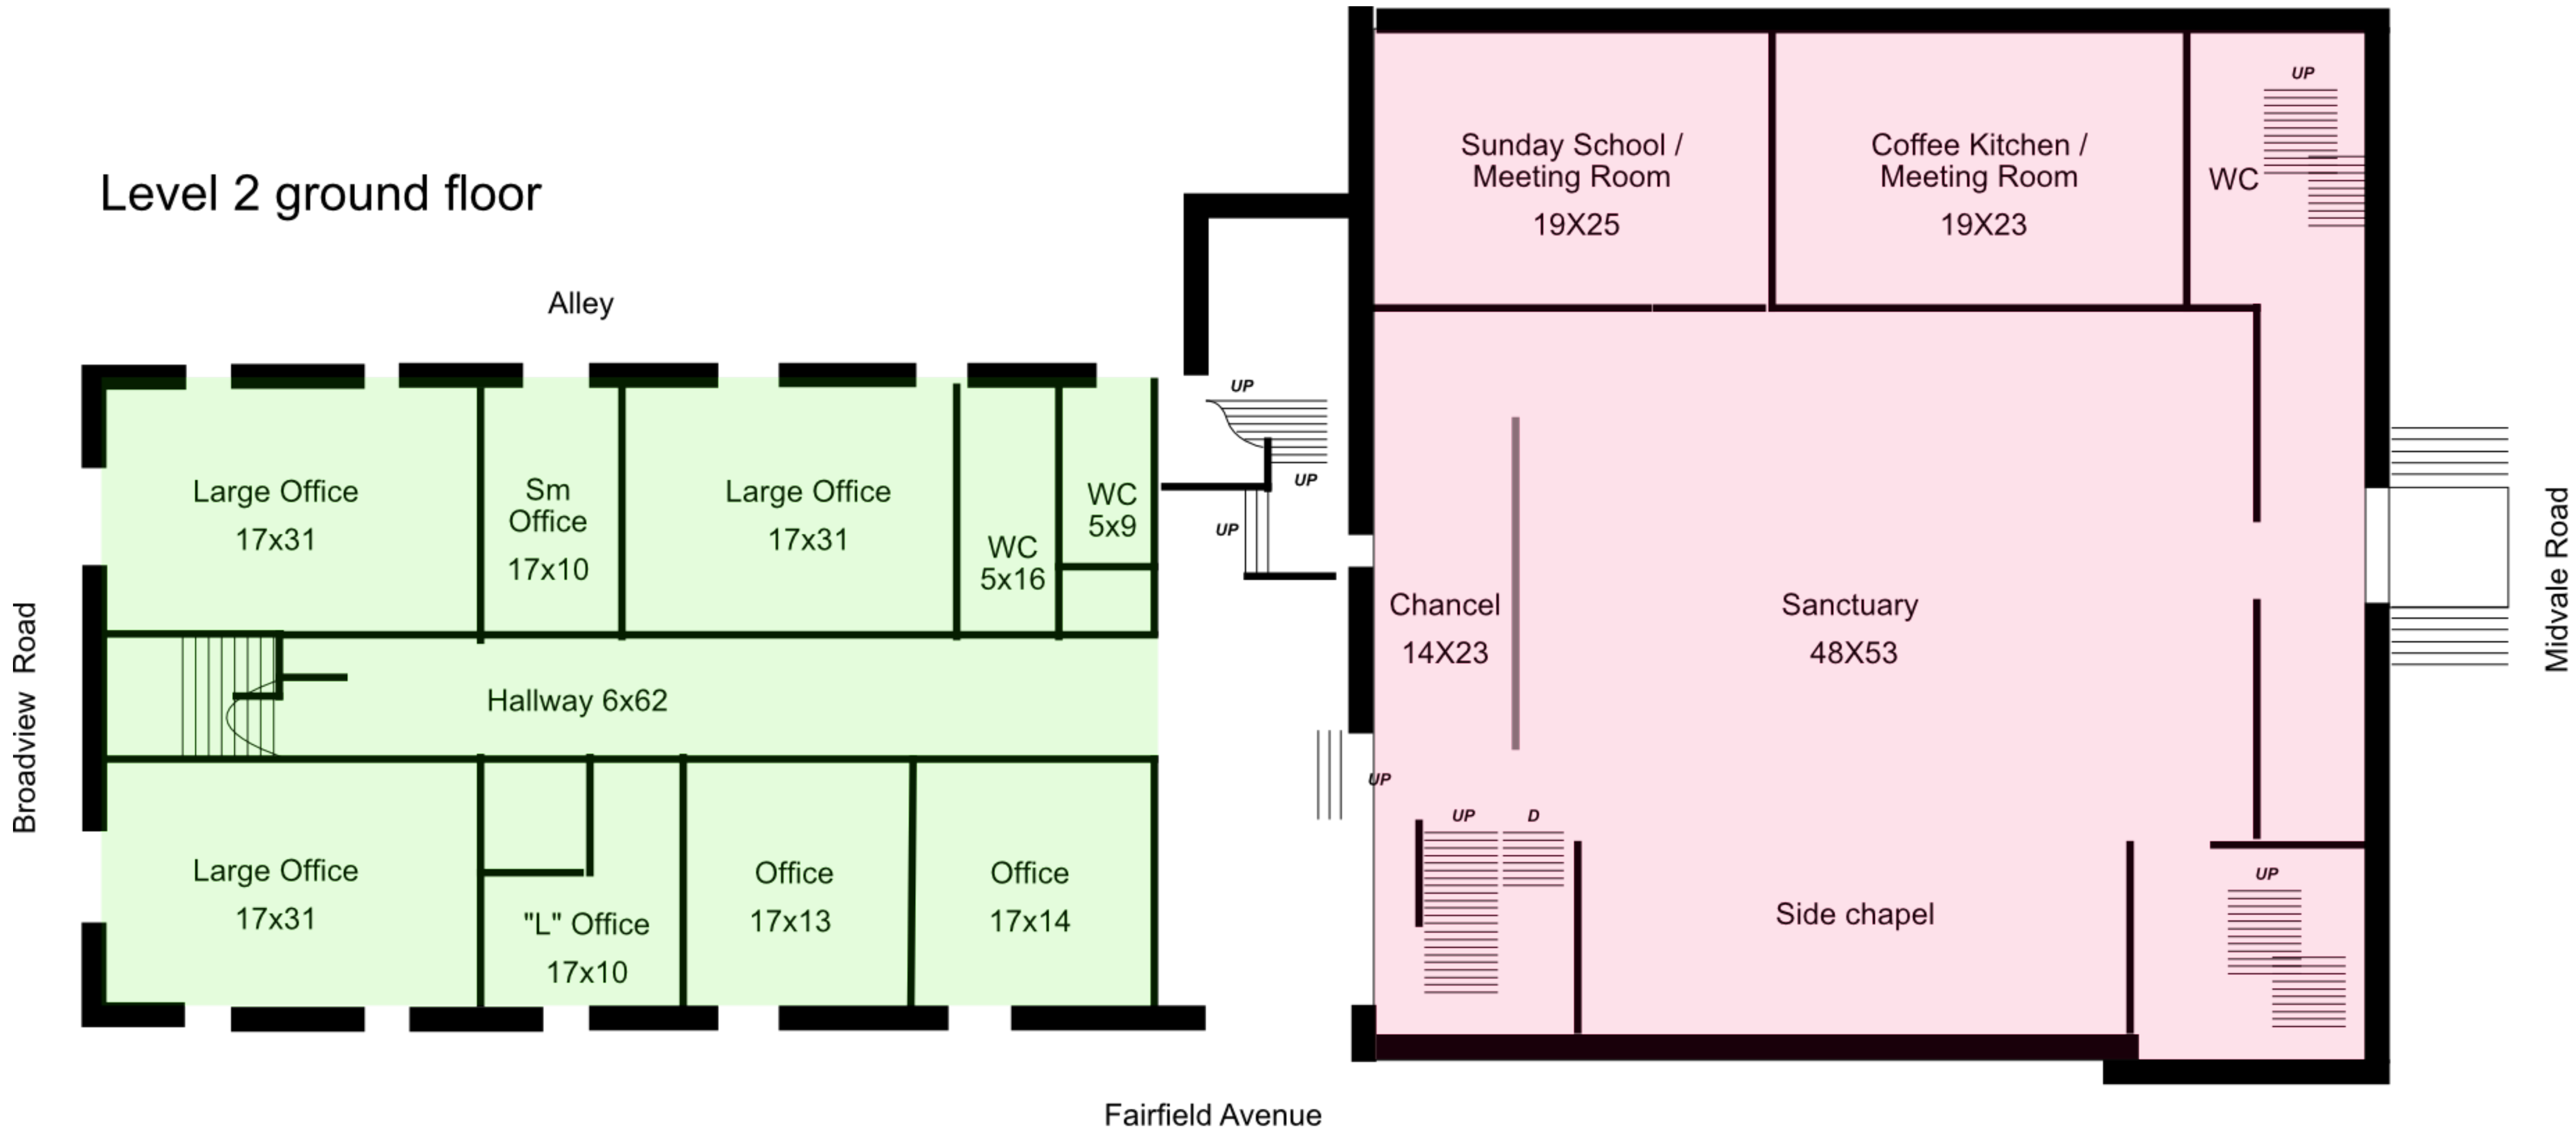 Level 2 ground floor
Alley
Broadview Road
Large Office
17x31
Sm
Office
17x10
Large Office
17x31
WC
5x16
WC
5x9
Hallway 6x62
Large Office
17x31
"L" Office
17x10
Office
17x13
Office
17x14
UP
UP
UP
UP
Sunday School /
Meeting Room
19X25
Coffee Kitchen /
Meeting Room
19X23
WC
UP
Chancel
14X23
Sanctuary
48X53
UP
D
Side chapel
UP
Midvale Road
Fairfield Avenue